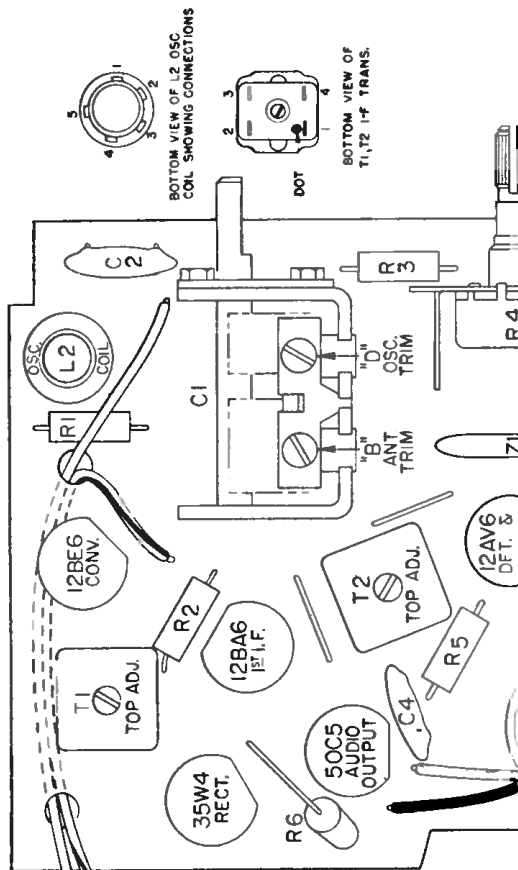 5
1
4
2
3
BOTTOM VIEW OF L2 OSC.
COIL SHOWING CONNECTIONS
2
3
1
4
DOT
BOTTOM VIEW OF
T1, T2 I-F TRANS.
OSC.
L2
COIL
C2
R1
C1
"B"
ANT
TRIM
"D"
OSC.
TRIM
R3
R4
12BE6
CONV.
T1
TOP ADJ.
R2
12BA6
1st I.F.
T2
TOP ADJ.
12AV6
DET. &
35W4
RECT.
R6
50C5
AUDIO
OUTPUT
C4
R5